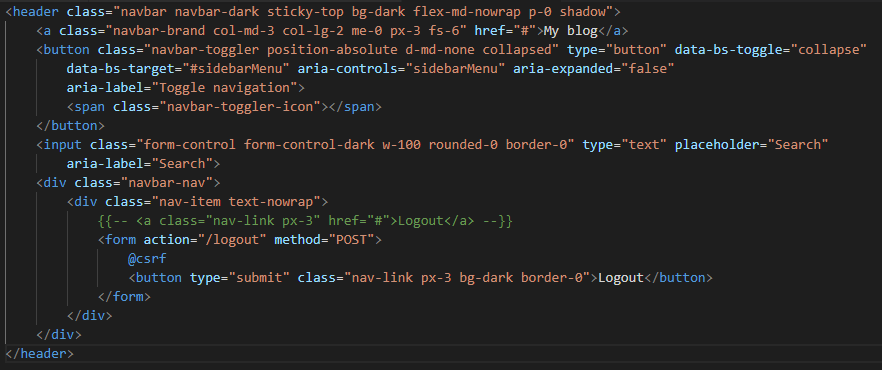 <header class="navbar navbar-dark sticky-top bg-dark flex-md-nowrap p-0 shadow">
    <a class="navbar-brand col-md-3 col-lg-2 me-0 px-3 fs-6" href="#">My blog</a>
    <button class="navbar-toggler position-absolute d-md-none collapsed" type="button" data-bs-toggle="collapse"
        data-bs-target="#sidebarMenu" aria-controls="sidebarMenu" aria-expanded="false"
        aria-label="Toggle navigation">
        <span class="navbar-toggler-icon"></span>
    </button>
    <input class="form-control form-control-dark w-100 rounded-0 border-0" type="text" placeholder="Search"
        aria-label="Search">
    <div class="navbar-nav">
        <div class="nav-item text-nowrap">
            {{-- <a class="nav-link px-3" href="#">Logout</a> --}}
            <form action="/logout" method="POST">
                @csrf
                <button type="submit" class="nav-link px-3 bg-dark border-0">Logout</button>
            </form>
        </div>
    </div>
</header>